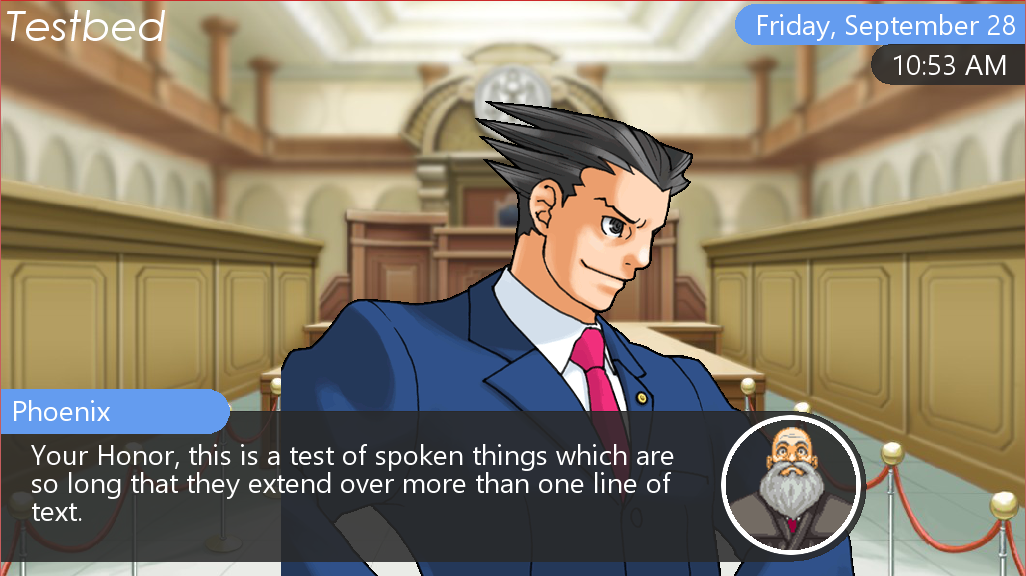 Testbed
Friday, September 28
10:53 AM
Phoenix
Your Honor, this is a test of spoken things which are
so long that they extend over more than one line of
text.